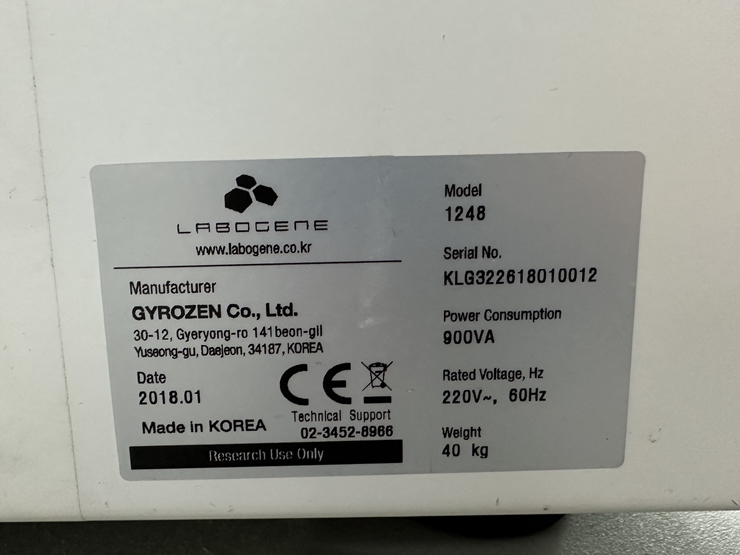 LABOGENE
www.labogene.co.kr
Manufacturer
GYROZEN Co., Ltd.
30-12, Gyeryong-ro 141beon-gil
Yuseong-gu, Daejeon, 34187, KOREA
Date
2018.01
Made in KOREA
CE
Technical Support
02-3452-8966
Research Use Only
Model
1248
Serial No.
KLG322618010012
Power Consumption
900VA
Rated Voltage, Hz
220V~, 60Hz
Weight
40 kg